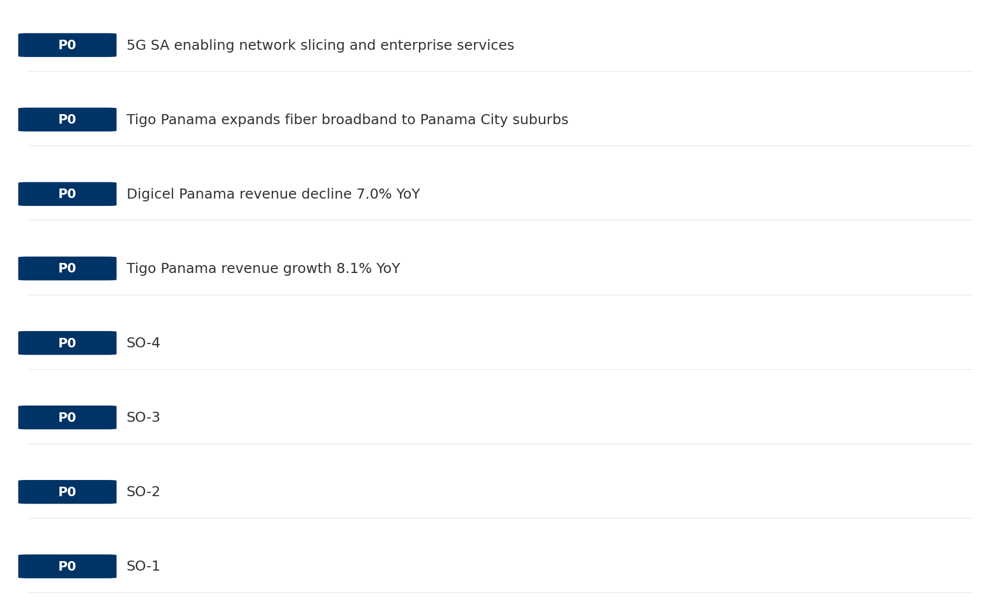 P0 5G SA enabling network slicing and enterprise services
P0 Tigo Panama expands fiber broadband to Panama City suburbs
P0 Digicel Panama revenue decline 7.0% YoY
P0 Tigo Panama revenue growth 8.1% YoY
P0 SO-4
P0 SO-3
P0 SO-2
P0 SO-1